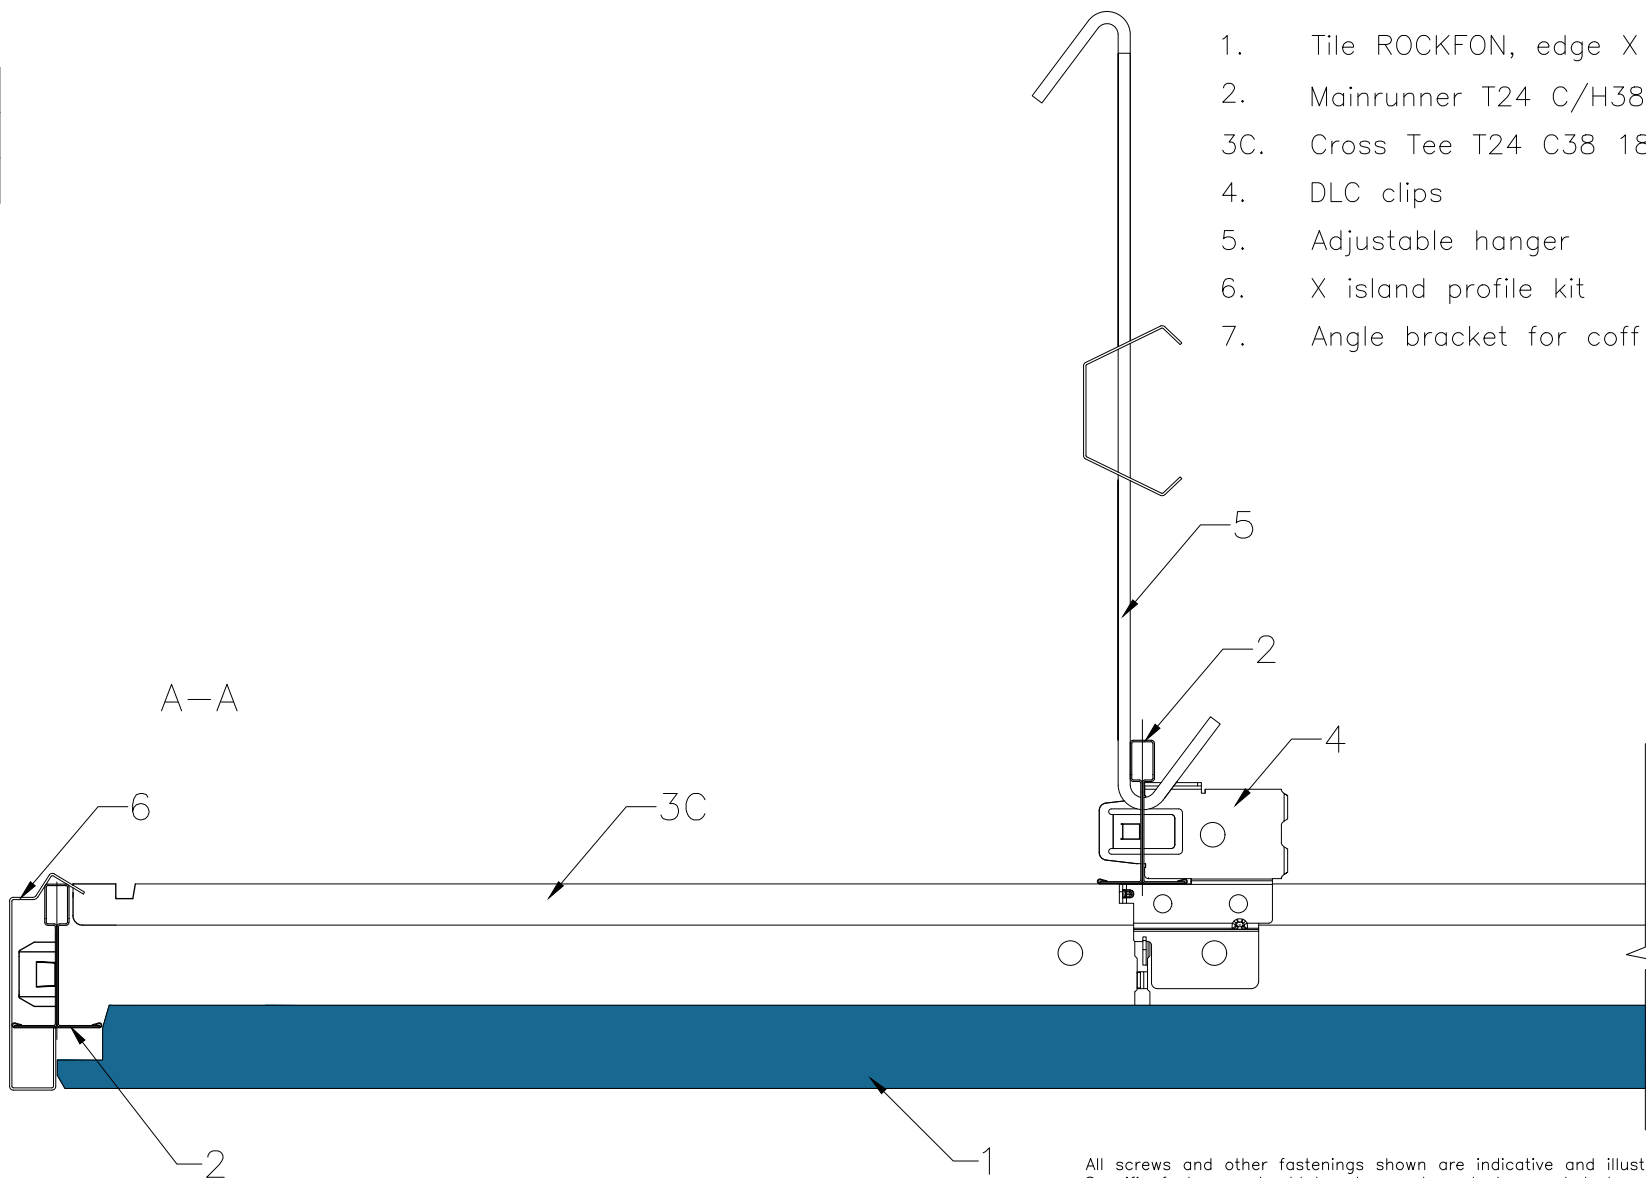 1. Tile ROCKFON, edge X
2. Mainrunner T24 C/H38
3C. Cross Tee T24 C38 18
4. DLC clips
5. Adjustable hanger
6. X island profile kit
7. Angle bracket for coff
5
2
A-A
4
6
3C
2
1
All screws and other fastenings shown are indicative and illust